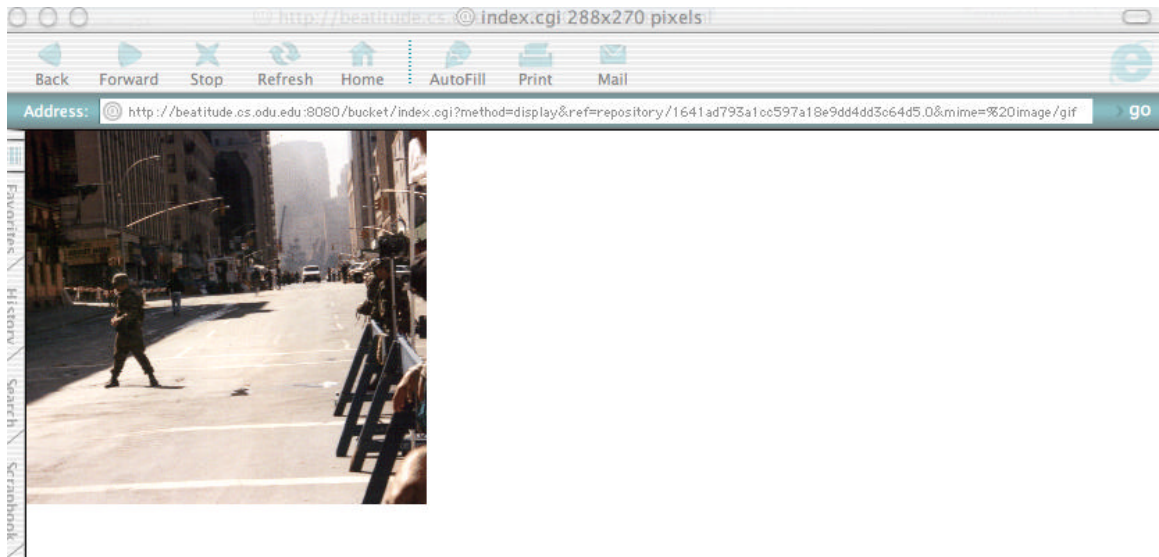 index.cgi 288x270 pixels
Back Forward Stop Refresh Home AutoFill Print Mail
Address: http://beatitude.cs.odu.edu:8080/bucket/index.cgi?method=display&ref=repository/1641ad793a1cc597a18e9dd4dd3c64d5.0&mime=%20image/gif go
Favorites
History
Search
Scrapbook